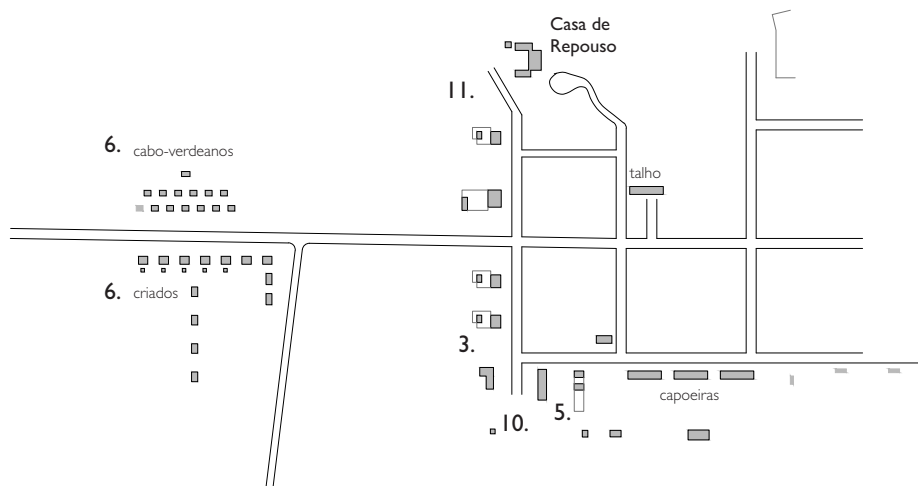 Casa de
Repouso
11.
6. cabo-verdeanos
talho
6. criados
3.
capoeiras
5.
10.